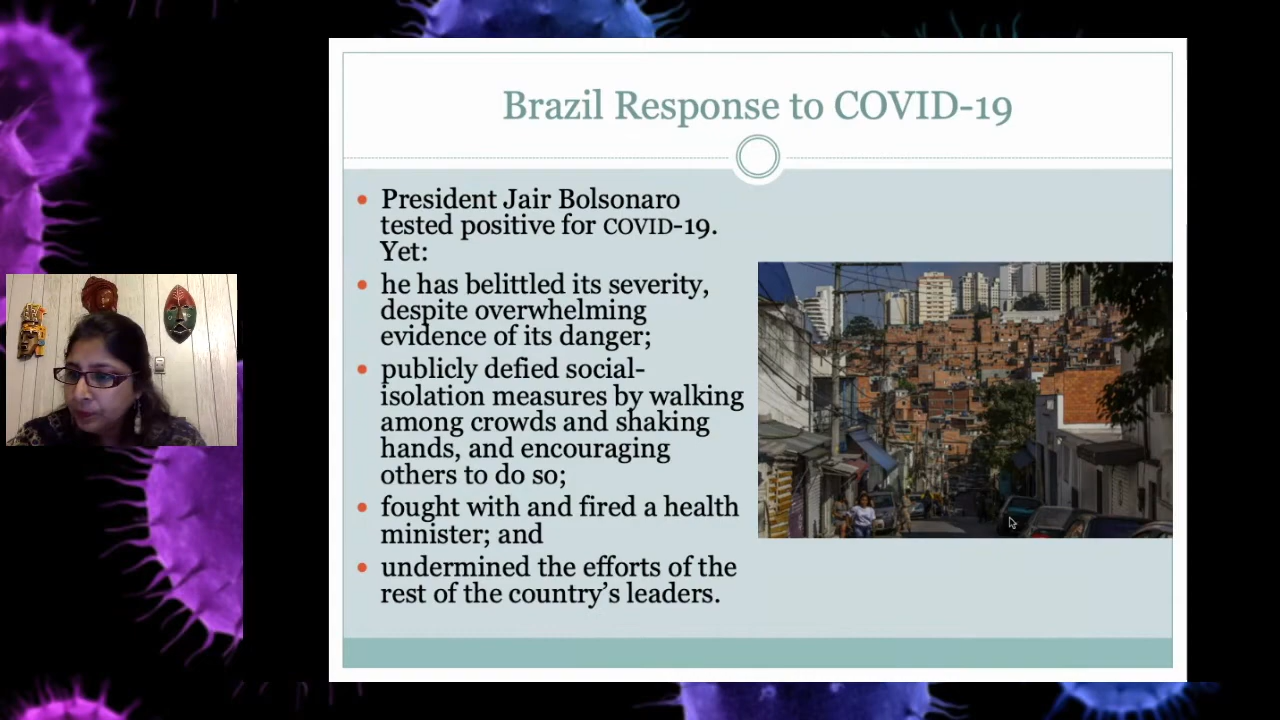 Brazil Response to COVID-19
President Jair Bolsonaro
tested positive for COVID-19.
Yet:
he has belittled its severity,
despite overwhelming
evidence of its danger;
publicly defied social-
isolation measures by walking
among crowds and shaking
hands, and encouraging
others to do so;
fought with and fired a health
minister; and
undermined the efforts of the
rest of the country’s leaders.